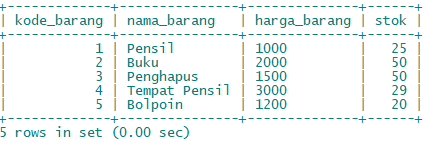 +-------------+--------------+--------------+------+
| kode_barang | nama_barang | harga_barang | stok |
+-------------+--------------+--------------+------+
| 1 | Pensil | 1000 | 25 |
| 2 | Buku | 2000 | 50 |
| 3 | Penghapus | 1500 | 50 |
| 4 | Tempat Pensil | 3000 | 29 |
| 5 | Bolpoin | 1200 | 20 |
+-------------+--------------+--------------+------+
5 rows in set (0.00 sec)